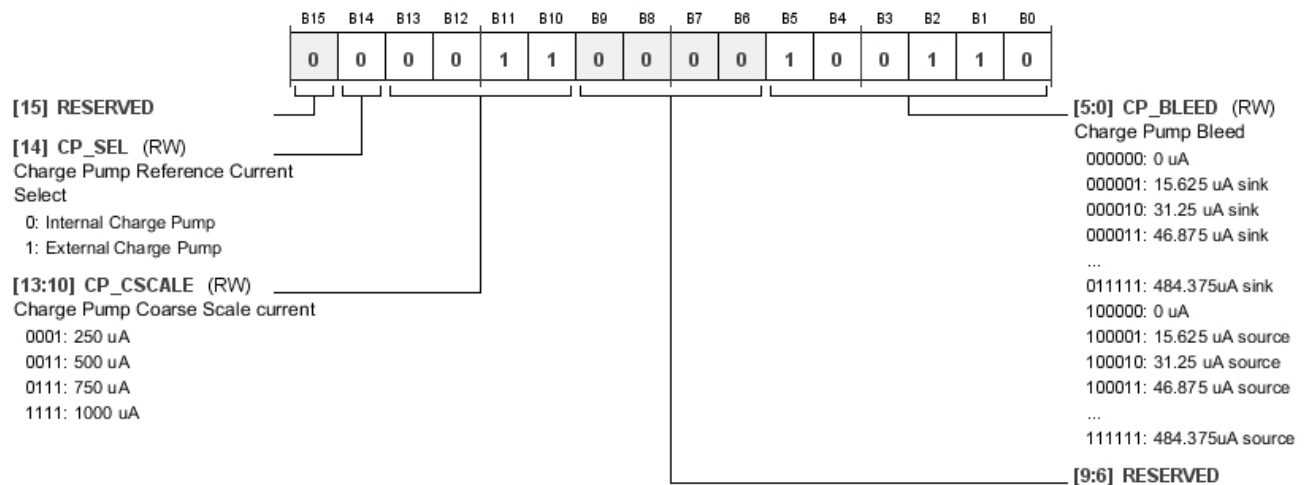 B15 B14 B13 B12 B11 B10 B9 B8 B7 B6 B5 B4 B3 B2 B1 B0
0 0 0 0 1 1 0 0 0 0 1 0 0 1 1 0
[15] RESERVED
[14] CP_SEL (RW)
Charge Pump Reference Current
Select
0: Internal Charge Pump
1: External Charge Pump
[13:10] CP_CSCALE (RW)
Charge Pump Coarse Scale current
0001: 250 uA
0011: 500 uA
0111: 750 uA
1111: 1000 uA
[5:0] CP_BLEED (RW)
Charge Pump Bleed
000000: 0 uA
000001: 15.625 uA sink
000010: 31.25 uA sink
000011: 46.875 uA sink
...
011111: 484.375uA sink
100000: 0 uA
100001: 15.625 uA source
100010: 31.25 uA source
100011: 46.875 uA source
...
111111: 484.375uA source
[9:6] RESERVED